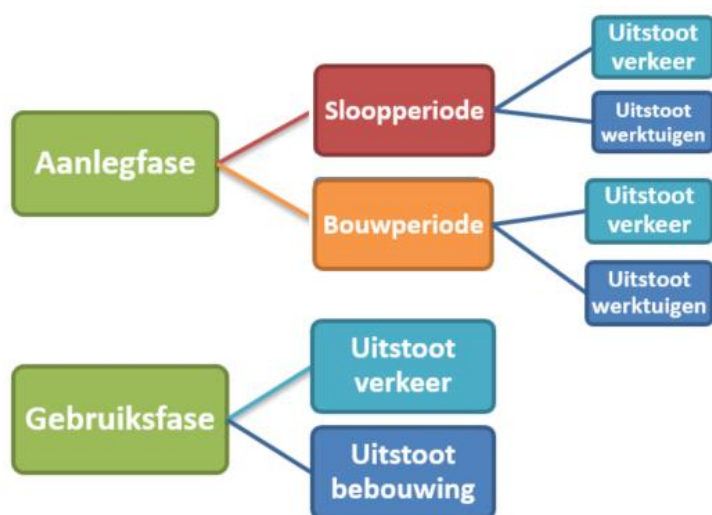 Aanlegfase
Sloopperiode
Uitstoot
verkeer
Uitstoot
werktuigen
Bouwperiode
Uitstoot
verkeer
Uitstoot
werktuigen
Gebruiksfase
Uitstoot
verkeer
Uitstoot
bebouwing